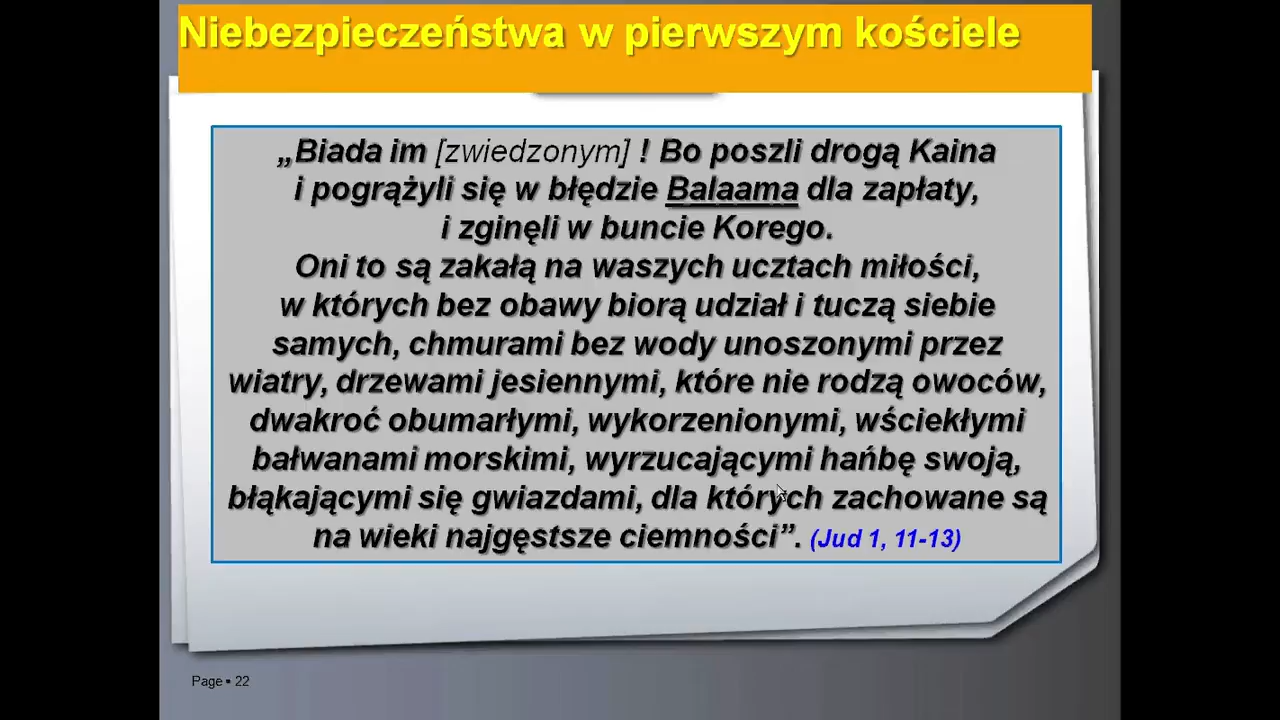 Niebezpieczeństwa w pierwszym kościele
„Biada im [zwiedzonym] ! Bo poszli drogą Kaina
i pogrążyli się w błędzie Balaama dla zapłaty,
i zginęli w buncie Korego.
Oni to są zakałą na waszych ucztach miłości,
w których bez obawy biorą udział i tuczą siebie
samych, chmurami bez wody unoszonymi przez
wiatry, drzewami jesiennymi, które nie rodzą owoców,
dwakroć obumarłymi, wykorzenionymi, wściekłymi
bałwanami morskimi, wyrzucającymi hańbę swoją,
błąkającymi się gwiazdami, dla których zachowane są
na wieki najgęstsze ciemności”. (Jud 1, 11-13)
Page ▪ 22